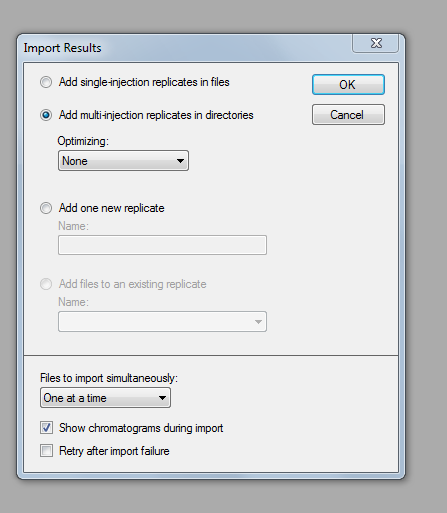 Import Results
Add single-injection replicates in files
OK
Add multi-injection replicates in directories
Cancel
Optimizing:
None
Add one new replicate
Name:
Add files to an existing replicate
Name:
Files to import simultaneously:
One at a time
Show chromatograms during import
Retry after import failure